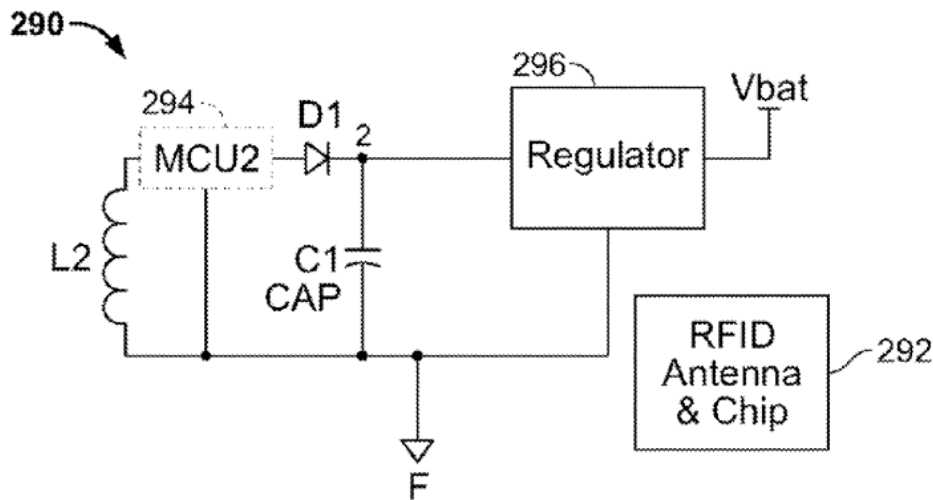 290
294
MCU2
D1
2
296
Regulator
Vbat
L2
C1
CAP
RFID
Antenna
& Chip
292
F